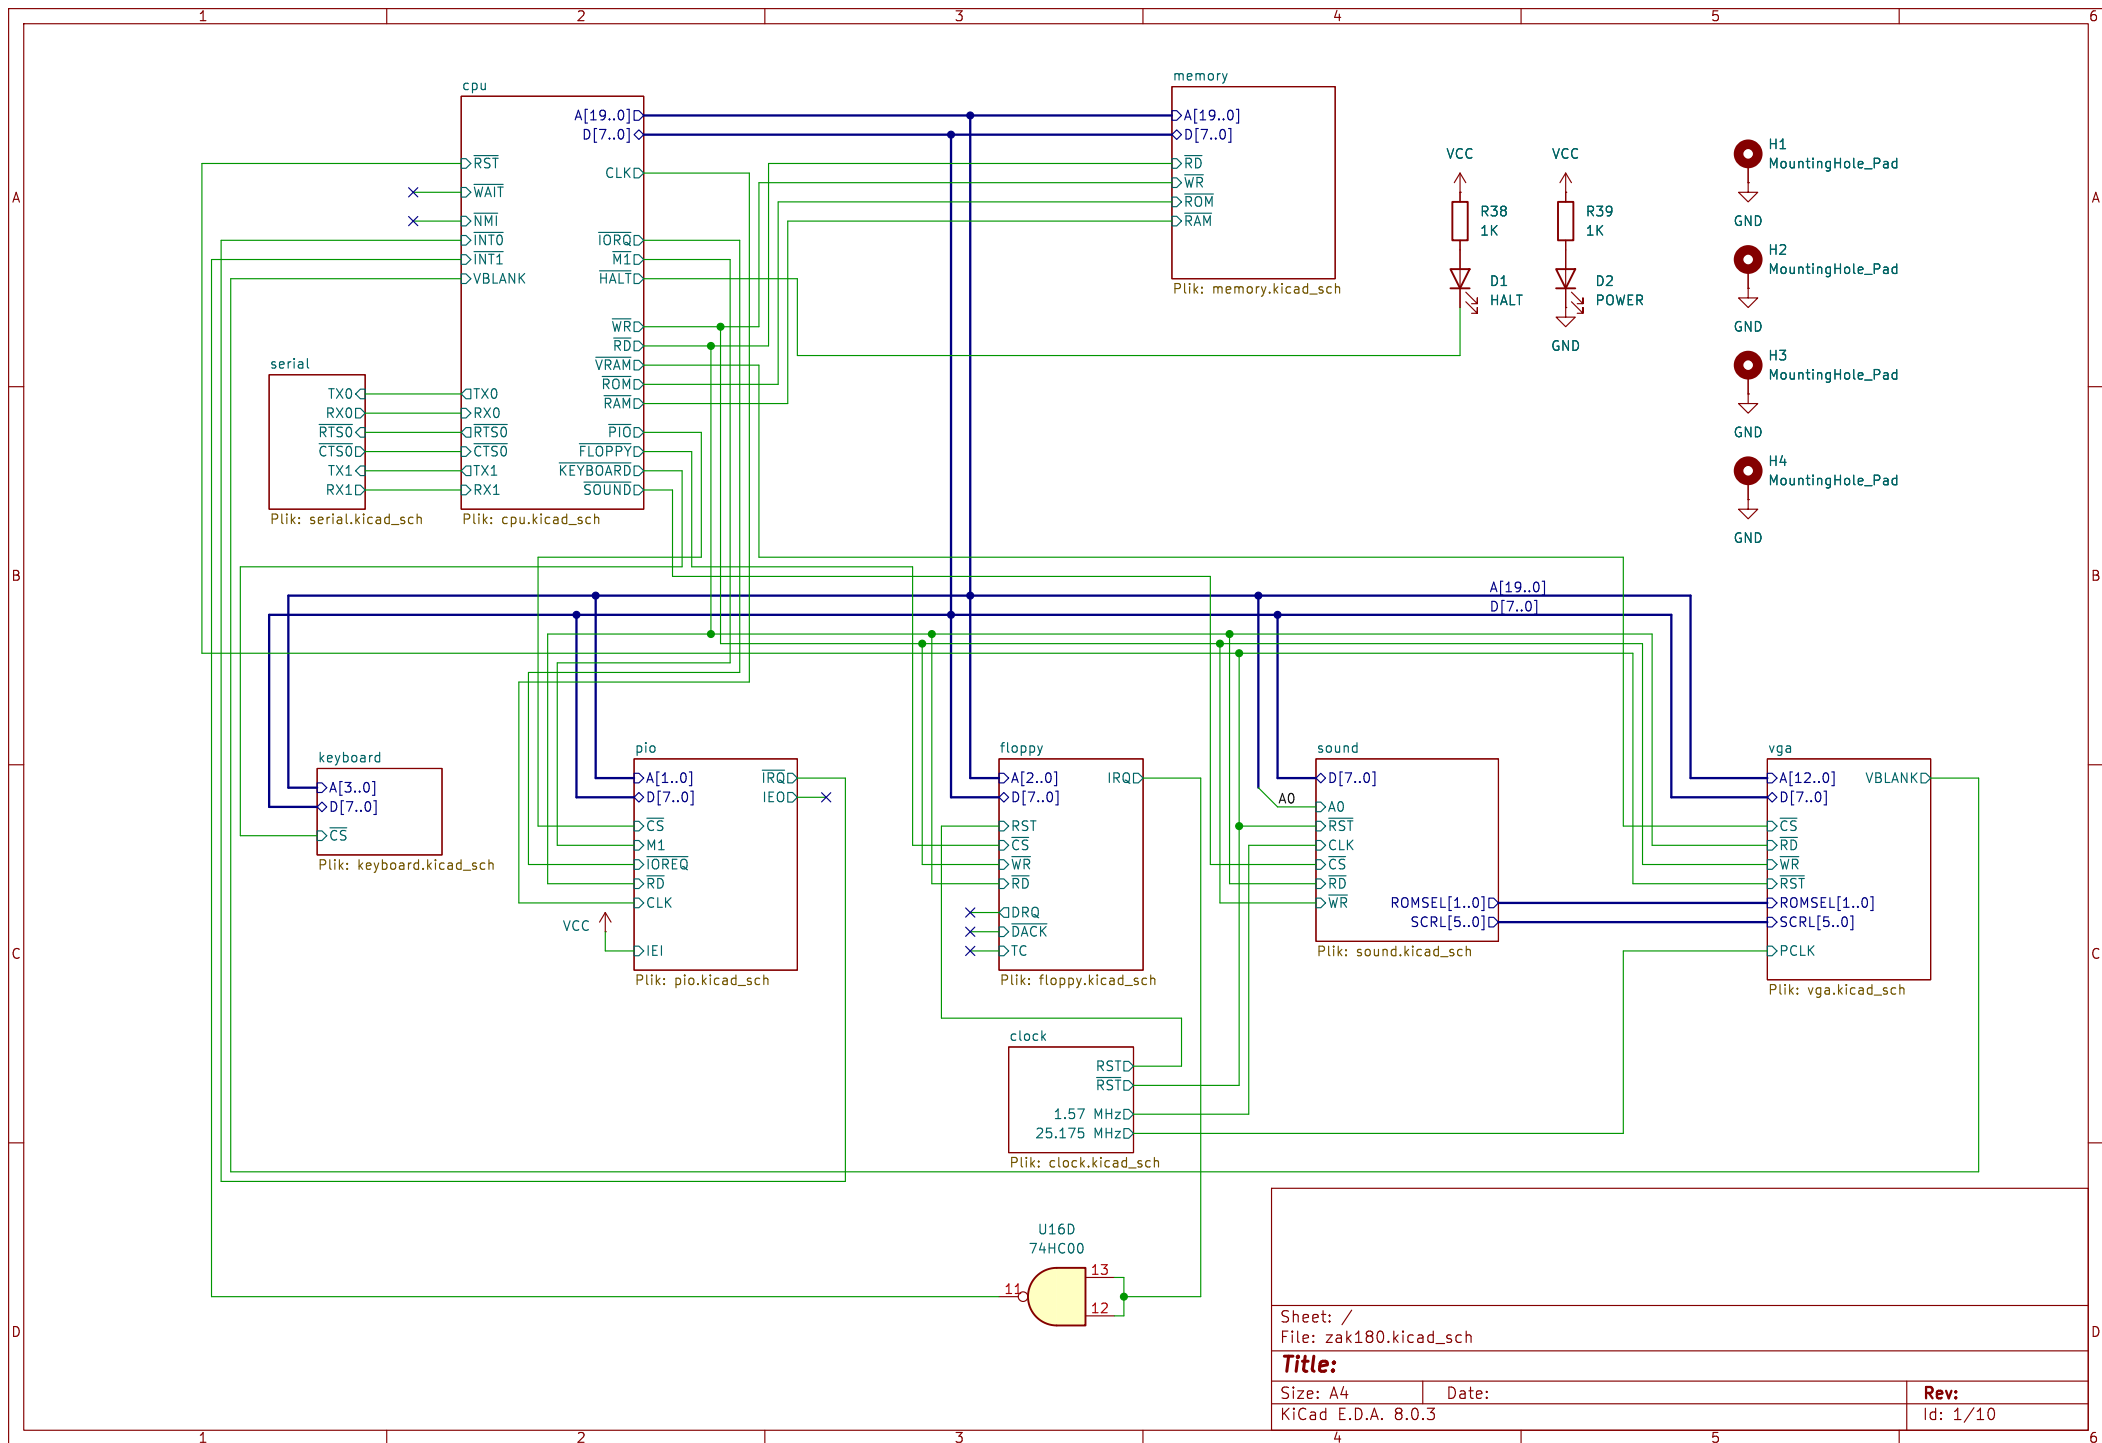 1 2 3 4 5 6
A
B
C
D
A
B
C
D
1 2 3 4 5 6
cpu
A[19..0]
D[7..0]
RST
WAIT
NMI
INT0
INT1
VBLANK
CLK
IORQ
M1
HALT
WR
RD
VRAM
ROM
RAM
PIO
FLOPPY
KEYBOARD
SOUND
TX0
RX0
RTS0
CTS0
TX1
RX1
Plik: cpu.kicad_sch
serial
TX0
RX0
RTS0
CTS0
TX1
RX1
Plik: serial.kicad_sch
memory
A[19..0]
D[7..0]
RD
WR
ROM
RAM
Plik: memory.kicad_sch
VCC
R38
1K
D1
HALT
VCC
R39
1K
D2
POWER
GND
H1
MountingHole_Pad
GND
H2
MountingHole_Pad
GND
H3
MountingHole_Pad
GND
H4
MountingHole_Pad
GND
A[19..0]
D[7..0]
keyboard
A[3..0]
D[7..0]
CS
Plik: keyboard.kicad_sch
pio
A[1..0]
D[7..0]
CS
M1
IOREQ
RD
CLK
IEI
IRQ
IEO
VCC
Plik: pio.kicad_sch
floppy
A[2..0]
D[7..0]
RST
CS
WR
RD
DRQ
DACK
TC
IRQ
Plik: floppy.kicad_sch
sound
D[7..0]
A0
A0
RST
CLK
CS
RD
WR
ROMSEL[1..0]
SCRL[5..0]
Plik: sound.kicad_sch
vga
A[12..0]
D[7..0]
CS
RD
WR
RST
ROMSEL[1..0]
SCRL[5..0]
PCLK
VBLANK
Plik: vga.kicad_sch
clock
RST
RST
1.57 MHz
25.175 MHz
Plik: clock.kicad_sch
U16D
74HC00
13
12
11
Sheet: /
File: zak180.kicad_sch
Title:
Size: A4 Date: Rev:
KiCad E.D.A. 8.0.3 Id: 1/10